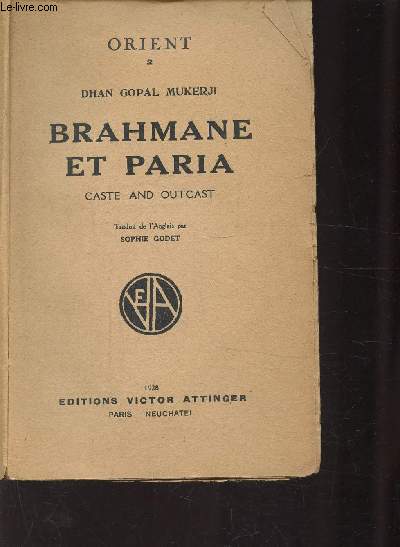 © Le-livre.com
ORIENT
2
DHAN GOPAL MUKERJI
BRAHMANE
ET PARIA
CASTE AND OUTCAST
Traduit de l'Anglais par
SOPHIE GODET
VEA
1928
EDITIONS VICTOR ATTINGER
PARIS NEUCHATEL